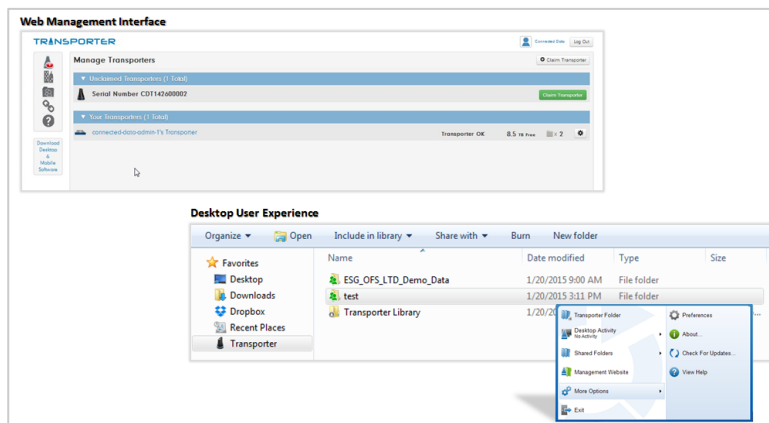 Web Management Interface
TRANSPORTER
Connected Data
Log Out
Manage Transporters
Claim Transporter
▼ Unclaimed Transporters (1 Total)
Serial Number CDT142600002
Claim Transporter
▼ Your Transporters (1 Total)
connected-data-admin-1's Transporter
Transporter OK
8.5 TB Free
2
Download
Desktop
&
Mobile
Software
Desktop User Experience
Organize ▼ Open Include in library ▼ Share with ▼ Burn New folder
Favorites
Desktop
Downloads
Dropbox
Recent Places
Transporter
Name Date modified Type Size
ESG_OFS_LTD_Demo_Data 1/20/2015 9:00 AM File folder
test 1/20/2015 3:11 PM File folder
Transporter Library
Transporter Folder
Desktop Activity
No Activity
Shared Folders
Management Website
More Options
Exit
Preferences
About...
Check For Updates...
View Help